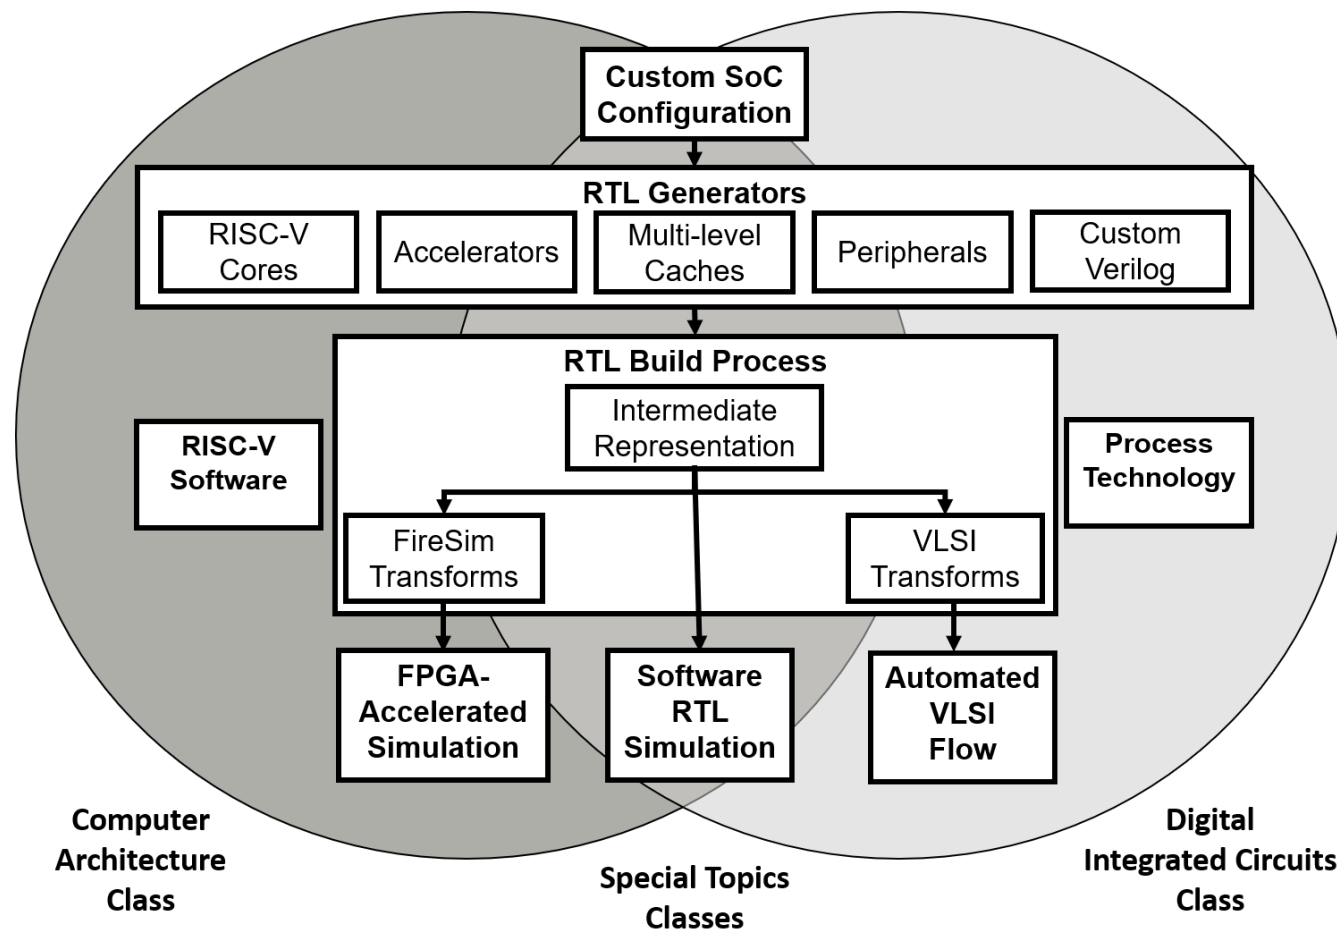 Custom SoC
Configuration
RTL Generators
RISC-V
Cores
Accelerators
Multi-level
Caches
Peripherals
Custom
Verilog
RTL Build Process
Intermediate
Representation
RISC-V
Software
Process
Technology
FireSim
Transforms
VLSI
Transforms
FPGA-
Accelerated
Simulation
Software
RTL
Simulation
Automated
VLSI
Flow
Computer
Architecture
Class
Special Topics
Classes
Digital
Integrated Circuits
Class